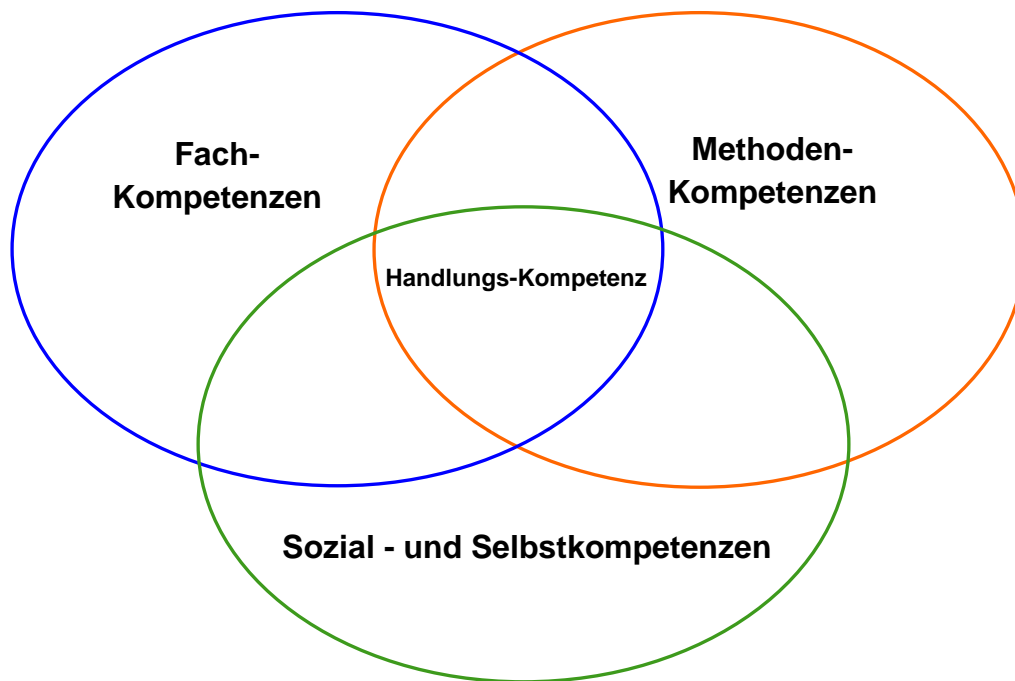 Fach-
Kompetenzen
Methoden-
Kompetenzen
Handlungs-Kompetenz
Sozial - und Selbstkompetenzen